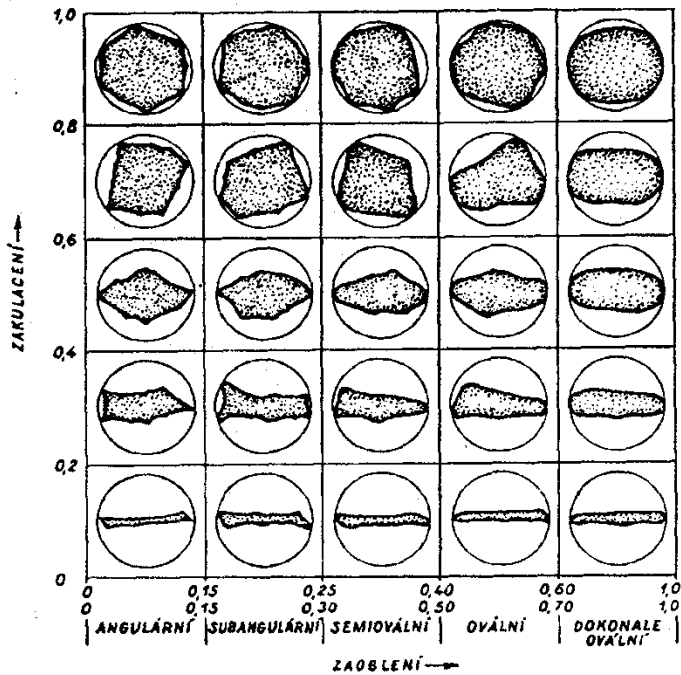 1,0
0,8
0,6
0,4
0,2
0
ZAKULACENÍ
0 0,15 0,25 0,40 0,60 1,0
0 0,15 0,30 0,50 0,70 1,0
ANGULÁRNÍ SUBANGULÁRNÍ SEMIOVÁLNÍ OVÁLNÍ DOKONALE
OVÁLNÍ
ZAOBLENÍ